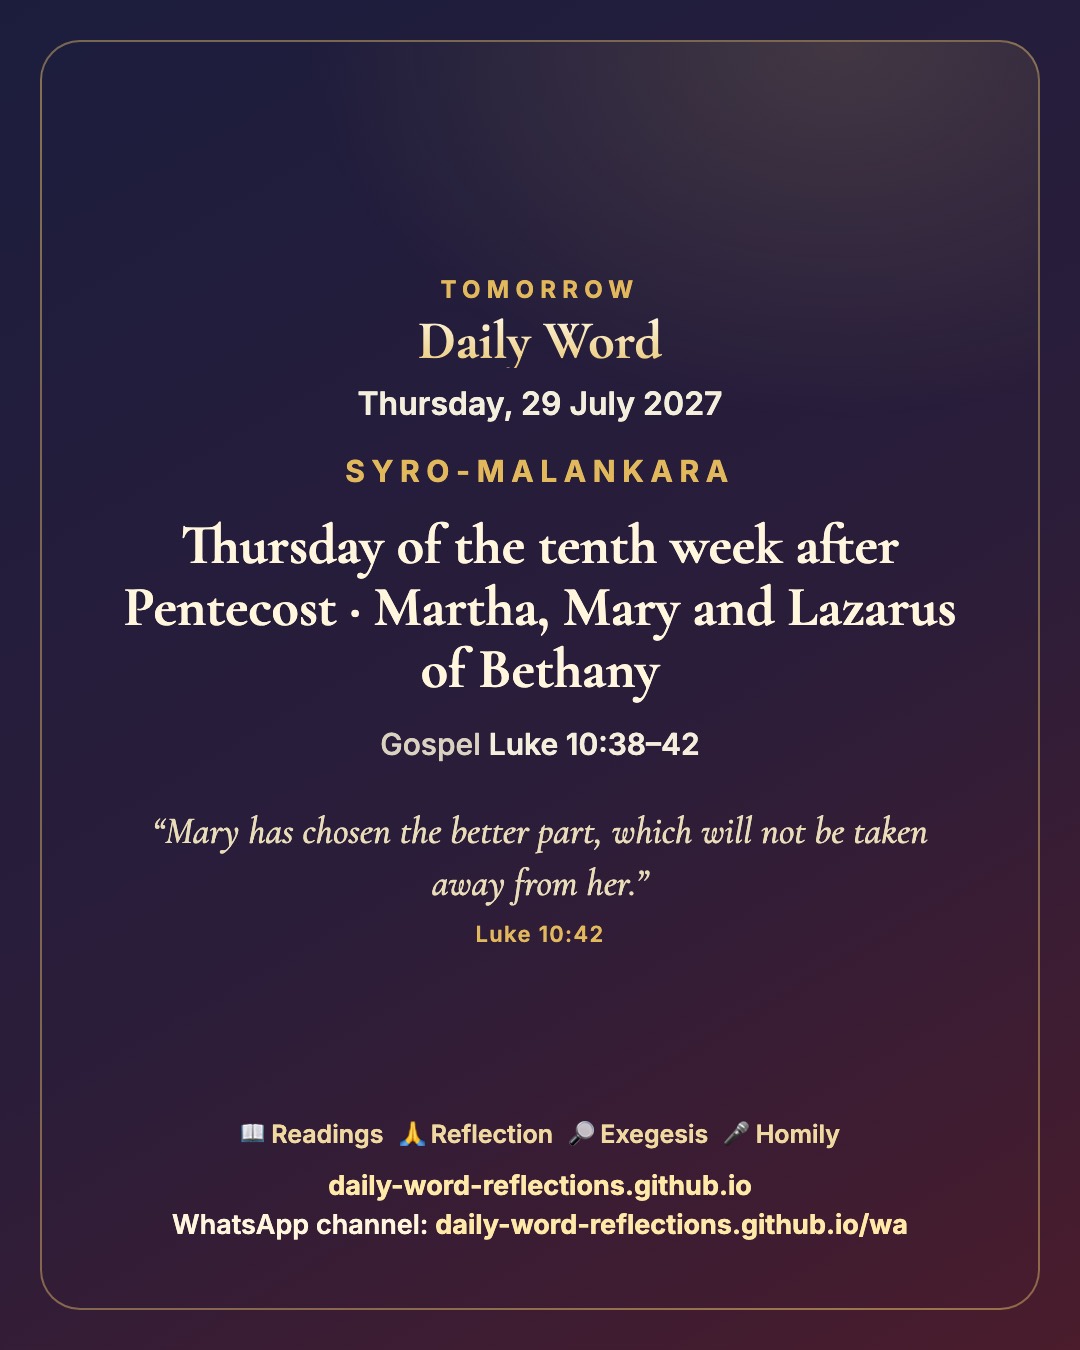 TOMORROW
Daily Word
Thursday, 29 July 2027
SYRO-MALANKARA
Thursday of the tenth week after
Pentecost · Martha, Mary and Lazarus
of Bethany
Gospel Luke 10:38–42
“Mary has chosen the better part, which will not be taken
away from her.”
Luke 10:42
📖 Readings 🙏 Reflection 🔎 Exegesis 🎤 Homily
daily-word-reflections.github.io
WhatsApp channel: daily-word-reflections.github.io/wa